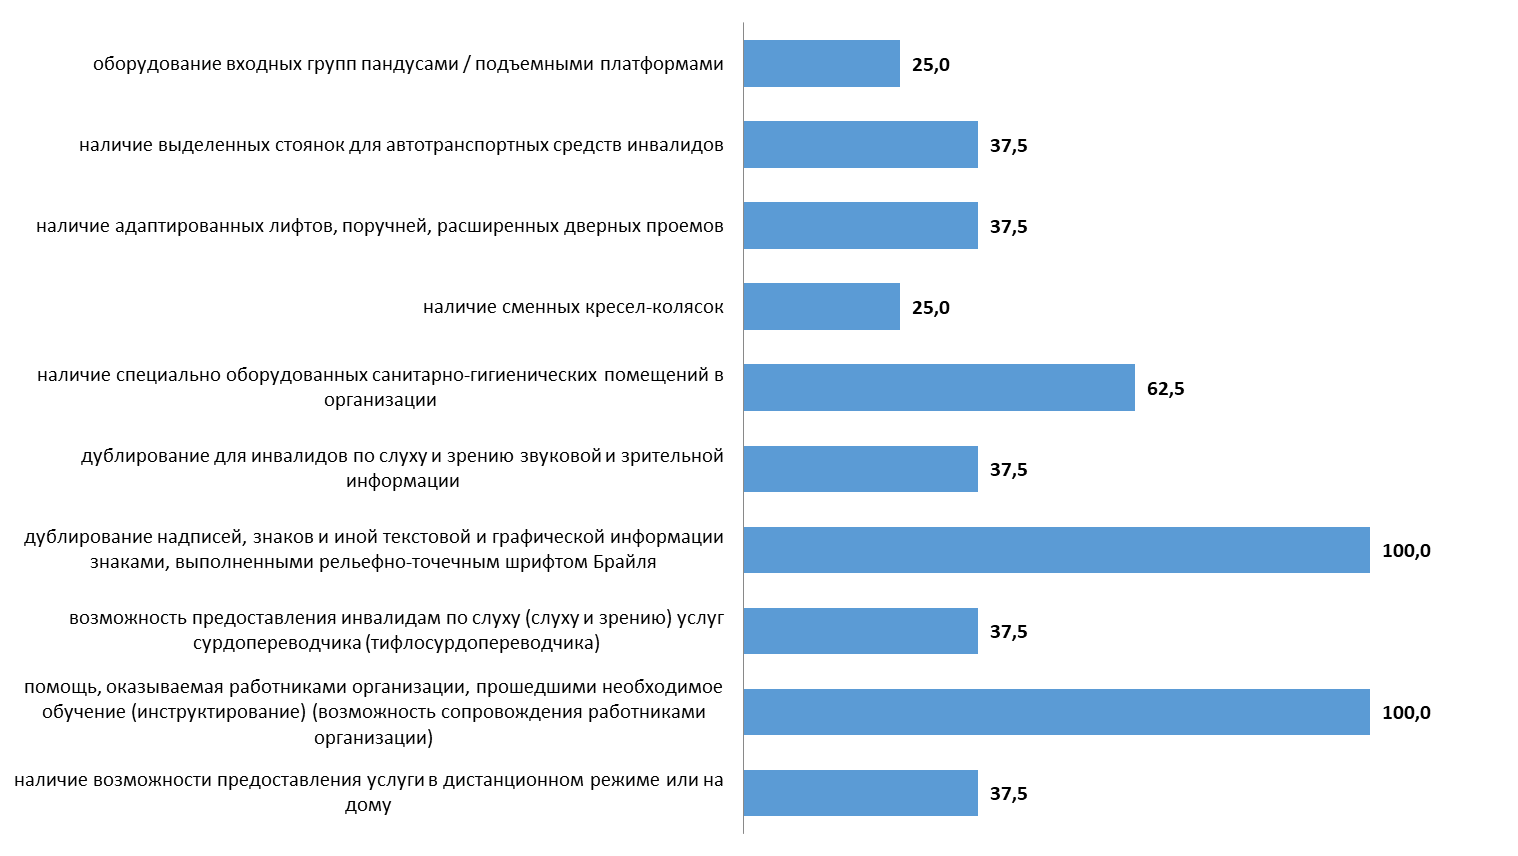 оборудование входных групп пандусами / подъемными платформами
25,0
наличие выделенных стоянок для автотранспортных средств инвалидов
37,5
наличие адаптированных лифтов, поручней, расширенных дверных проемов
37,5
наличие сменных кресел-колясок
25,0
наличие специально оборудованных санитарно-гигиенических помещений в
организации
62,5
дублирование для инвалидов по слуху и зрению звуковой и зрительной
информации
37,5
дублирование надписей, знаков и иной текстовой и графической информации
знаками, выполненными рельефно-точечным шрифтом Брайля
100,0
возможность предоставления инвалидам по слуху (слуху и зрению) услуг
сурдопереводчика (тифлосурдопереводчика)
37,5
помощь, оказываемая работниками организации, прошедшими необходимое
обучение (инструктирование) (возможность сопровождения работниками
организации)
100,0
наличие возможности предоставления услуги в дистанционном режиме или на
дому
37,5